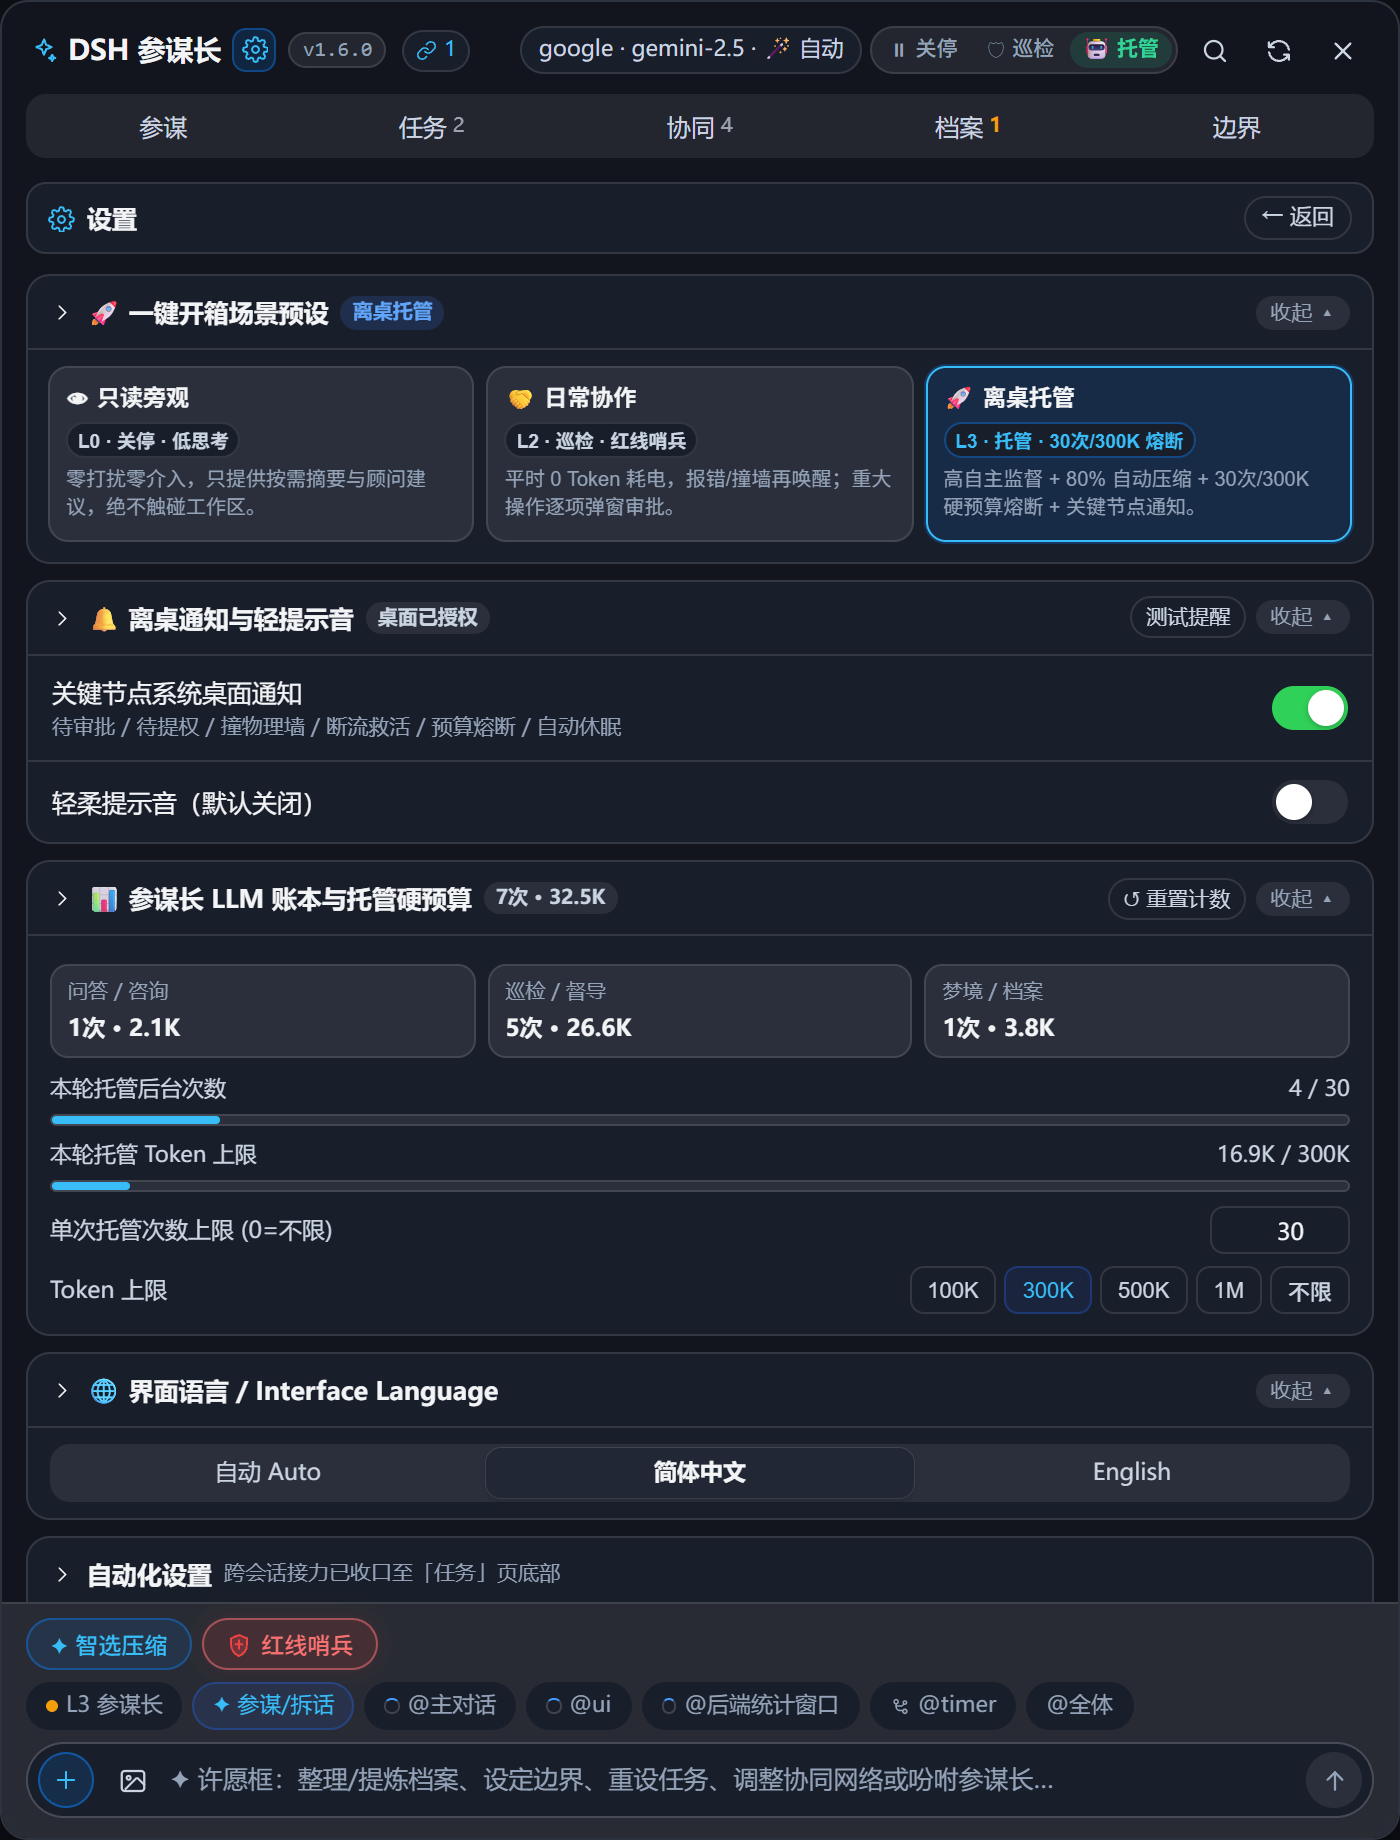 DSH 参谋长 v1.6.0 1 google · gemini-2.5 · 自动 关停 巡检 托管
参谋 任务 2 协同 4 档案 1 边界
设置 ← 返回
一键开箱场景预设 离桌托管 收起
只读旁观
L0 · 关停 · 低思考
零打扰零介入，只提供按需摘要与顾问建
议，绝不触碰工作区。
日常协作
L2 · 巡检 · 红线哨兵
平时 0 Token 耗电，报错/撞墙再唤醒；重大
操作逐项弹窗审批。
离桌托管
L3 · 托管 · 30次/300K 熔断
高自主监督 + 80% 自动压缩 + 30次/300K
硬预算熔断 + 关键节点通知。
离桌通知与轻提示音 桌面已授权 测试提醒 收起
关键节点系统桌面通知
待审批 / 待提权 / 撞物理墙 / 断流救活 / 预算熔断 / 自动休眠
轻柔提示音（默认关闭）
参谋长 LLM 账本与托管硬预算 7次 • 32.5K ↺ 重置计数 收起
问答 / 咨询
1次 • 2.1K
巡检 / 督导
5次 • 26.6K
梦境 / 档案
1次 • 3.8K
本轮托管后台次数 4 / 30
本轮托管 Token 上限 16.9K / 300K
单次托管次数上限 (0=不限) 30
Token 上限 100K 300K 500K 1M 不限
界面语言 / Interface Language 收起
自动 Auto 简体中文 English
自动化设置 跨会话接力已收口至「任务」页底部
智选压缩 红线哨兵
L3 参谋长 参谋/拆话 @主对话 @ui @后端统计窗口 @timer @全体
许愿框：整理/提炼档案、设定边界、重设任务、调整协同网络或吩咐参谋长...